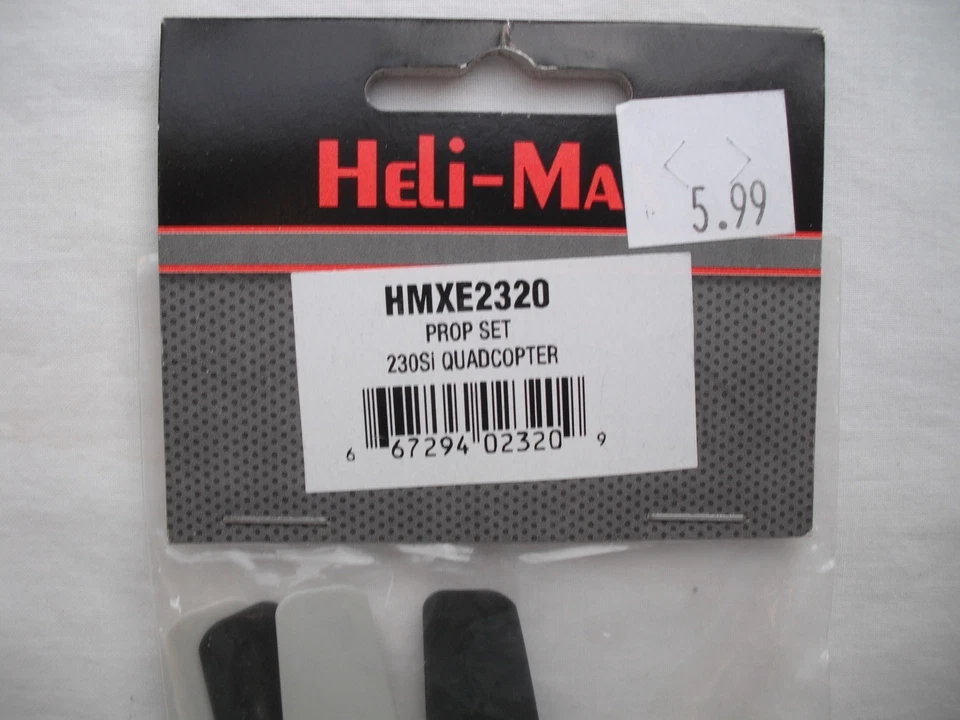 Heli-Ma
5.99
HMXE2320
PROP SET
230Si QUADCOPTER
6 67294 02320 9